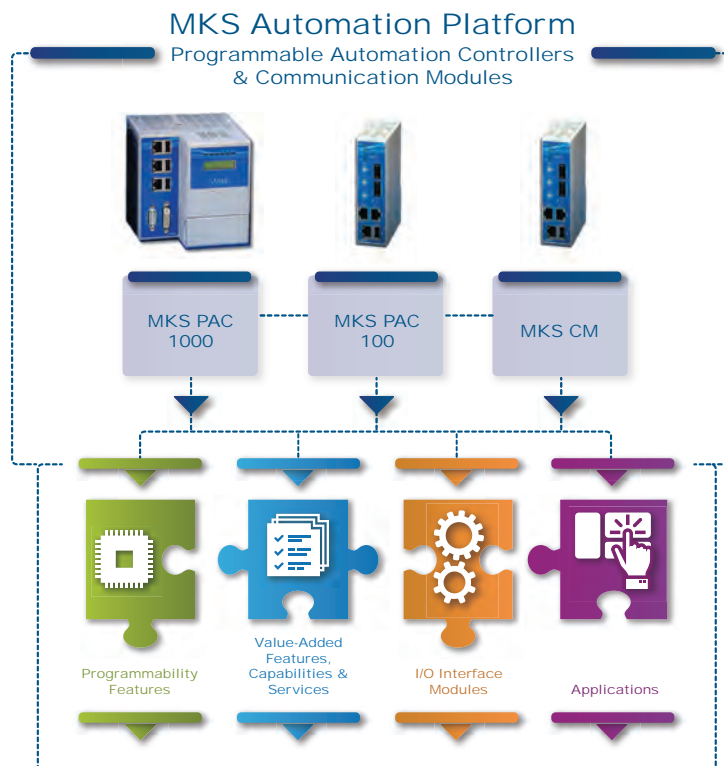 MKS Automation Platform
Programmable Automation Controllers
& Communication Modules
MKS PAC
1000
MKS PAC
100
MKS CM
Programmability
Features
Value-Added
Features,
Capabilities &
Services
I/O Interface
Modules
Applications